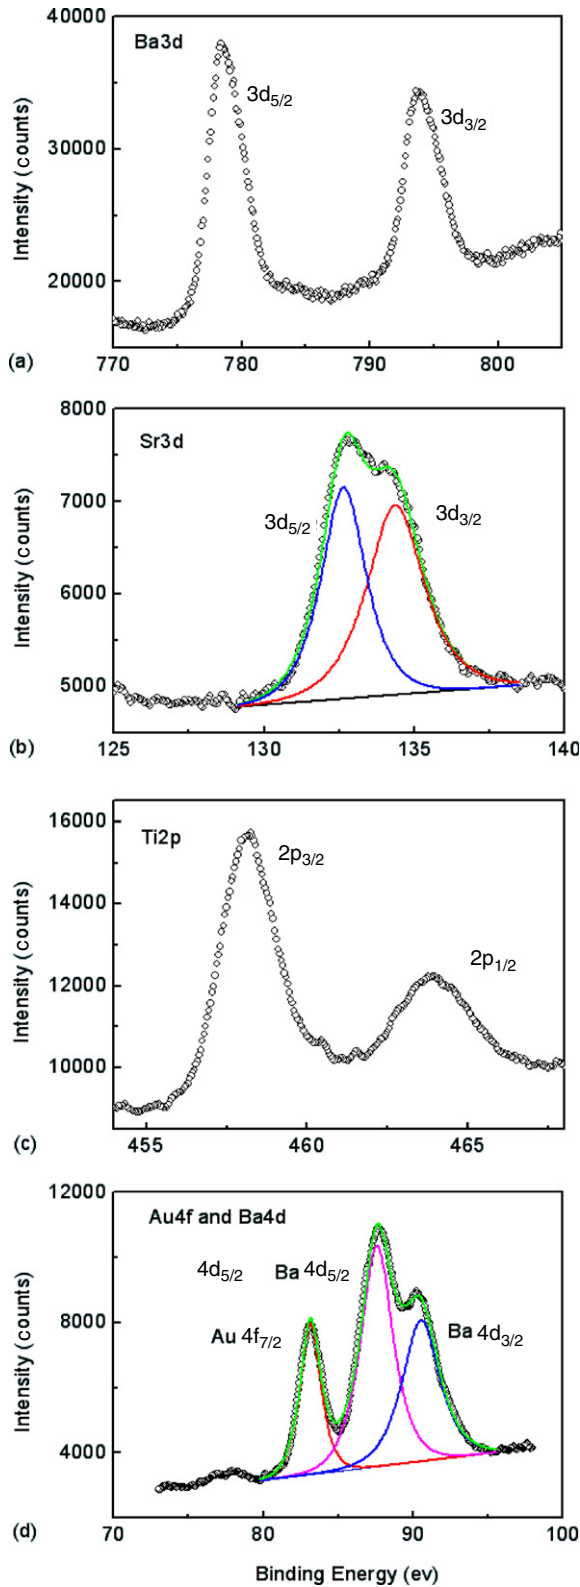 40000
Ba3d
3d5/2
3d3/2
30000
20000
Intensity (counts)
(a)
770 780 790 800
8000
Sr3d
7000
3d5/2
3d3/2
6000
5000
Intensity (counts)
(b)
125 130 135 140
16000
Ti2p
2p3/2
14000
2p1/2
12000
10000
Intensity (counts)
(c)
455 460 465
12000
Au4f and Ba4d
4d5/2 Ba 4d5/2
8000
Au 4f7/2 Ba 4d3/2
4000
Intensity (counts)
(d)
70 80 90 100
Binding Energy (ev)